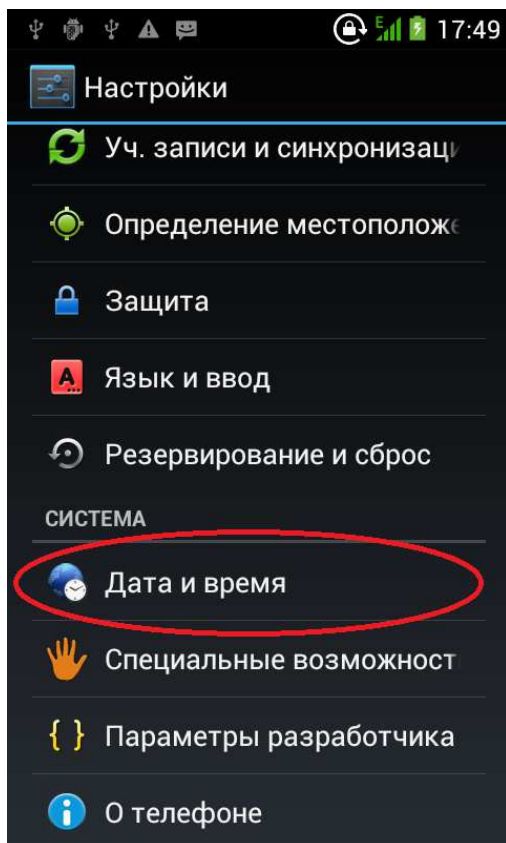 E 17:49
Настройки
Уч. записи и синхронизаци
Определение местоположе
Защита
A...
Язык и ввод
Резервирование и сброс
СИСТЕМА
Дата и время
Специальные возможност
{ } Параметры разработчика
i О телефоне